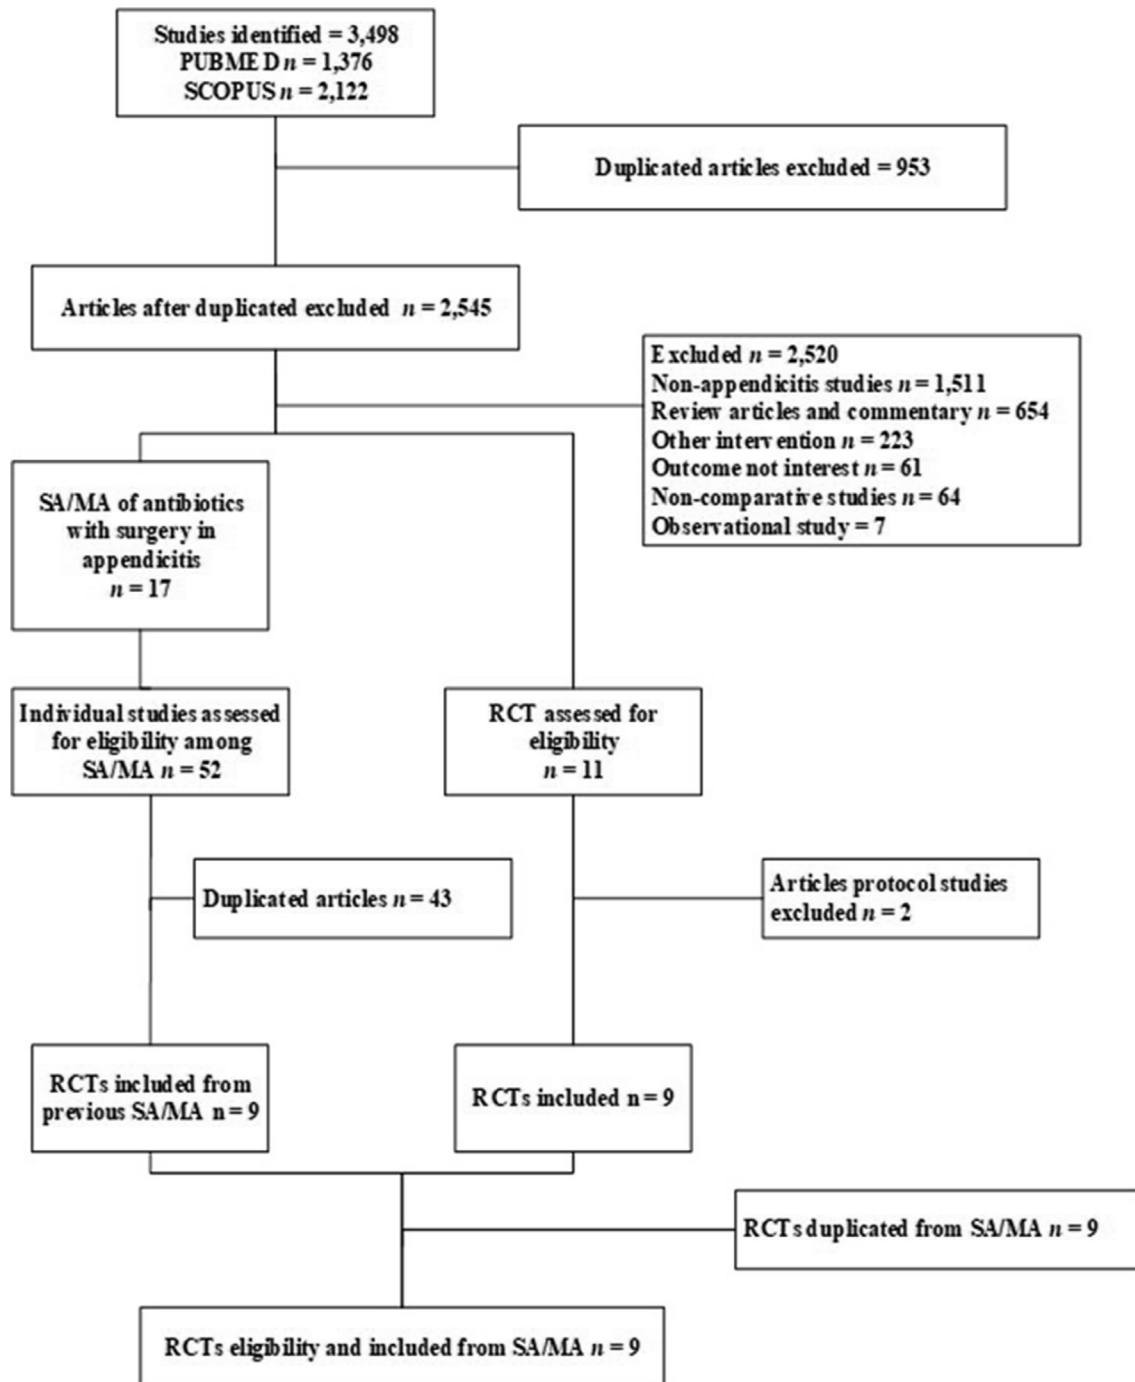 Studies identified = 3,498
PUBMED n = 1,376
SCOPUS n = 2,122
Duplicated articles excluded = 953
Articles after duplicated excluded n = 2,545
Excluded n = 2,520
Non-appendicitis studies n = 1,511
Review articles and commentary n = 654
Other intervention n = 223
Outcome not interest n = 61
Non-comparative studies n = 64
Observational study = 7
SA/MA of antibiotics
with surgery in
appendicitis
n = 17
Individual studies assessed
for eligibility among
SA/MA n = 52
RCT assessed for
eligibility
n = 11
Duplicated articles n = 43
Articles protocol studies
excluded n = 2
RCTs included from
previous SA/MA n = 9
RCTs included n = 9
RCTs duplicated from SA/MA n = 9
RCTs eligibility and included from SA/MA n = 9